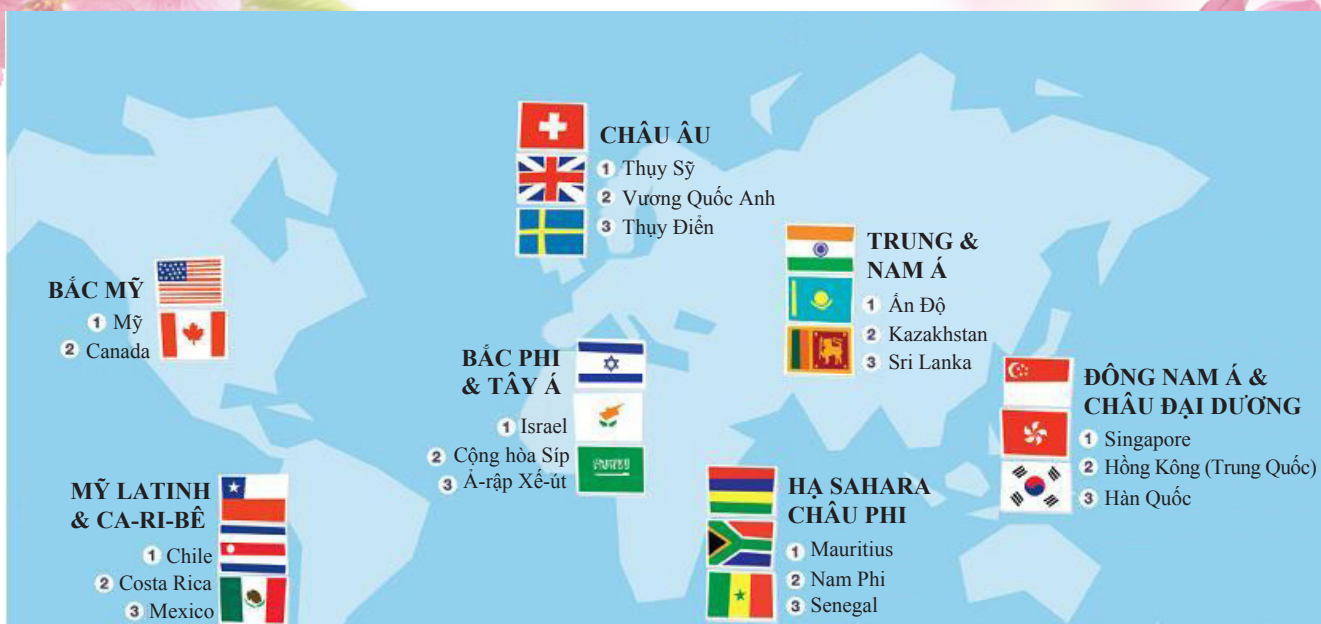 CHÂU ÂU
1 Thụy Sỹ
2 Vương Quốc Anh
3 Thụy Điển
TRUNG &
NAM Á
1 Ấn Độ
2 Kazakhstan
3 Sri Lanka
BẮC MỸ
1 Mỹ
2 Canada
BẮC PHI
& TÂY Á
1 Israel
2 Cộng hòa Síp
3 Ả-rập Xế-út
ĐÔNG NAM Á &
CHÂU ĐẠI DƯƠNG
1 Singapore
2 Hồng Kông (Trung Quốc)
3 Hàn Quốc
MỸ LATINH
& CA-RI-BÊ
1 Chile
2 Costa Rica
3 Mexico
HẠ SAHARA
CHÂU PHI
1 Mauritius
2 Nam Phi
3 Senegal